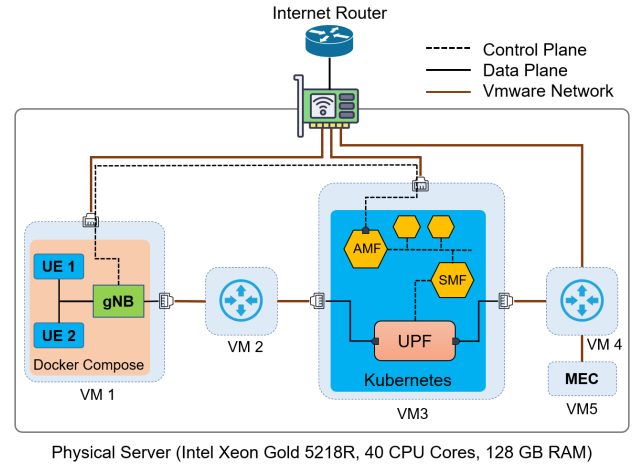 Internet Router
Control Plane
Data Plane
Vmware Network
UE 1
gNB
UE 2
Docker Compose
VM 1
VM 2
AMF
SMF
UPF
Kubernetes
VM3
VM 4
MEC
VM5
Physical Server (Intel Xeon Gold 5218R, 40 CPU Cores, 128 GB RAM)